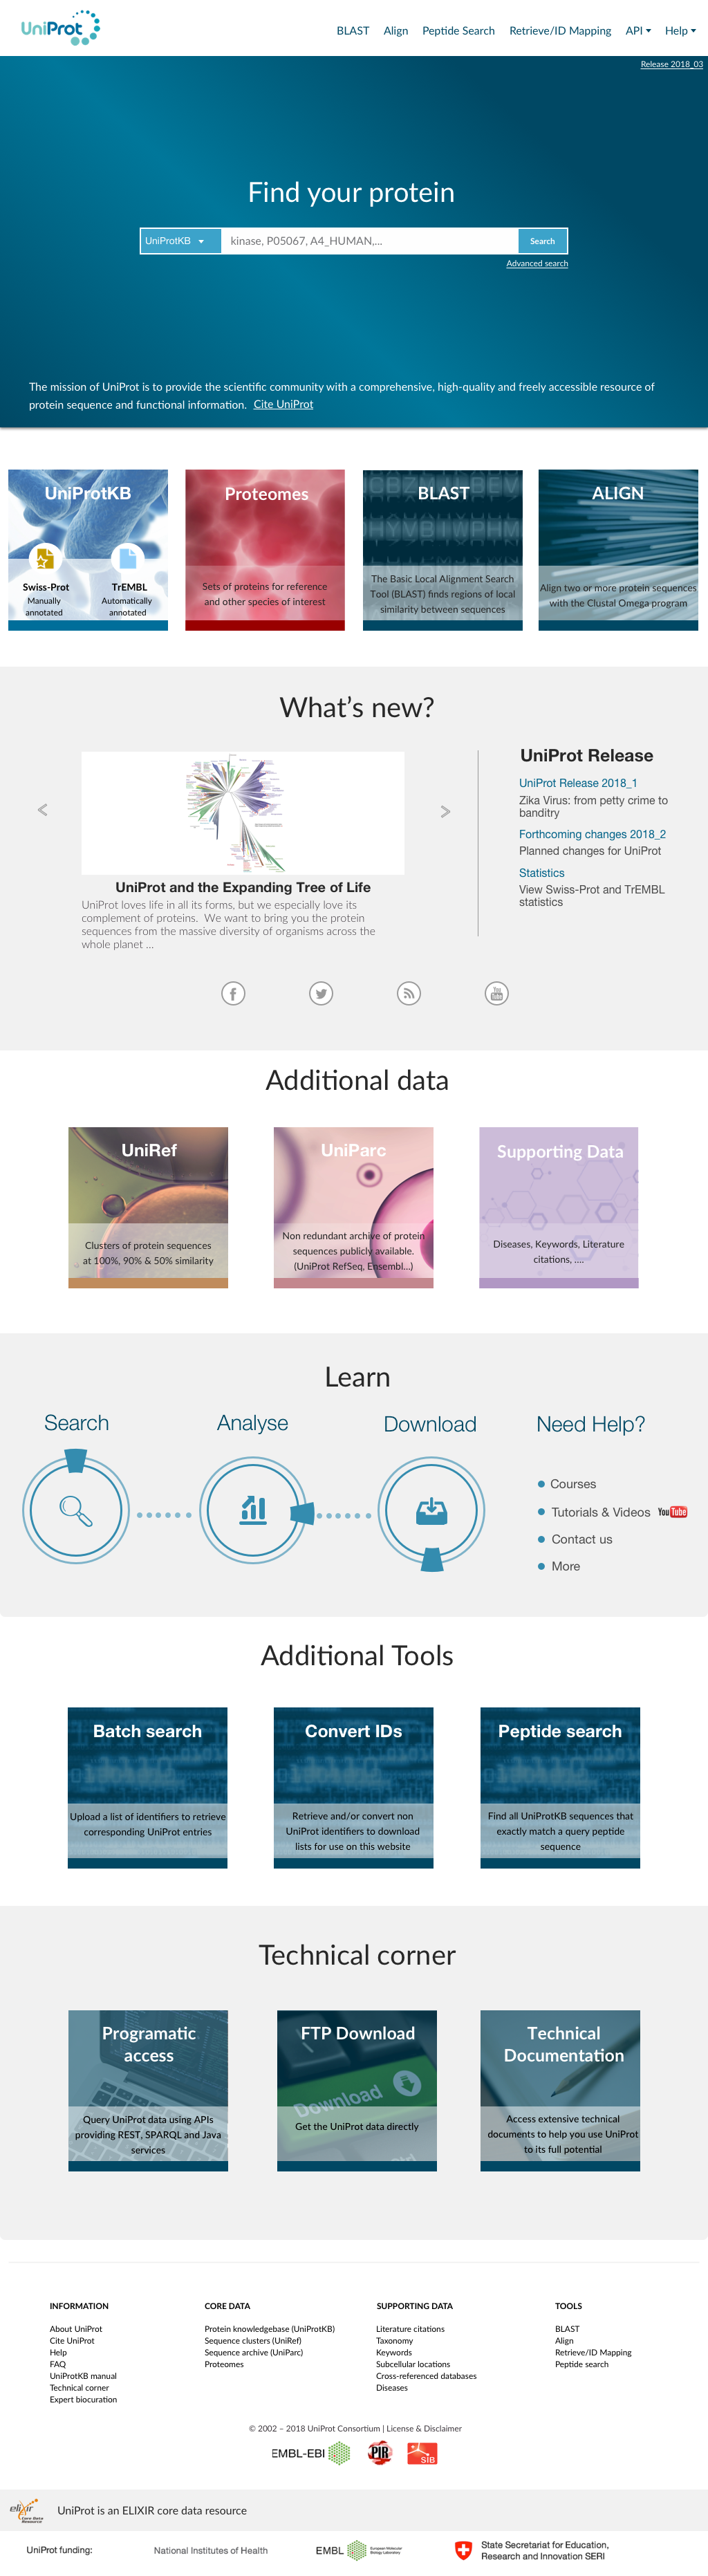 UniProt
BLAST Align Peptide Search Retrieve/ID Mapping API Help
Release 2018_03
Find your protein
UniProtKB kinase, P05067, A4_HUMAN,... Search
Advanced search
The mission of UniProt is to provide the scientific community with a comprehensive, high-quality and freely accessible resource of
protein sequence and functional information. Cite UniProt
UniProtKB
Swiss-Prot
Manually
annotated
TrEMBL
Automatically
annotated
Proteomes
Sets of proteins for reference
and other species of interest
BLAST
The Basic Local Alignment Search
Tool (BLAST) finds regions of local
similarity between sequences
ALIGN
Align two or more protein sequences
with the Clustal Omega program
What's new?
< >
UniProt and the Expanding Tree of Life
UniProt loves life in all its forms, but we especially love its
complement of proteins. We want to bring you the protein
sequences from the massive diversity of organisms across the
whole planet ...
UniProt Release
UniProt Release 2018_1
Zika Virus: from petty crime to
banditry
Forthcoming changes 2018_2
Planned changes for UniProt
Statistics
View Swiss-Prot and TrEMBL
statistics
f
You
Tube
Additional data
UniRef
Clusters of protein sequences
at 100%, 90% & 50% similarity
UniParc
Non redundant archive of protein
sequences publicly available.
(UniProt RefSeq, Ensembl...)
Supporting Data
Diseases, Keywords, Literature
citations, ....
Learn
Search
Analyse
Download
Need Help?
Courses
Tutorials & Videos YouTube
Contact us
More
Additional Tools
Batch search
Upload a list of identifiers to retrieve
corresponding UniProt entries
Convert IDs
Retrieve and/or convert non
UniProt identifiers to download
lists for use on this website
Peptide search
Find all UniProtKB sequences that
exactly match a query peptide
sequence
Technical corner
Programatic
access
Query UniProt data using APIs
providing REST, SPARQL and Java
services
FTP Download
Download
Get the UniProt data directly
Ctrl
Technical
Documentation
Access extensive technical
documents to help you use UniProt
to its full potential
INFORMATION
About UniProt
Cite UniProt
Help
FAQ
UniProtKB manual
Technical corner
Expert biocuration
CORE DATA
Protein knowledgebase (UniProtKB)
Sequence clusters (UniRef)
Sequence archive (UniParc)
Proteomes
SUPPORTING DATA
Literature citations
Taxonomy
Keywords
Subcellular locations
Cross-referenced databases
Diseases
TOOLS
BLAST
Align
Retrieve/ID Mapping
Peptide search
© 2002 – 2018 UniProt Consortium | License & Disclaimer
EMBL-EBI PIR SIB
elixir
Core Data
Resource
UniProt is an ELIXIR core data resource
UniProt funding:
National Institutes of Health
EMBL
European Molecular
Biology Laboratory
State Secretariat for Education,
Research and Innovation SERI